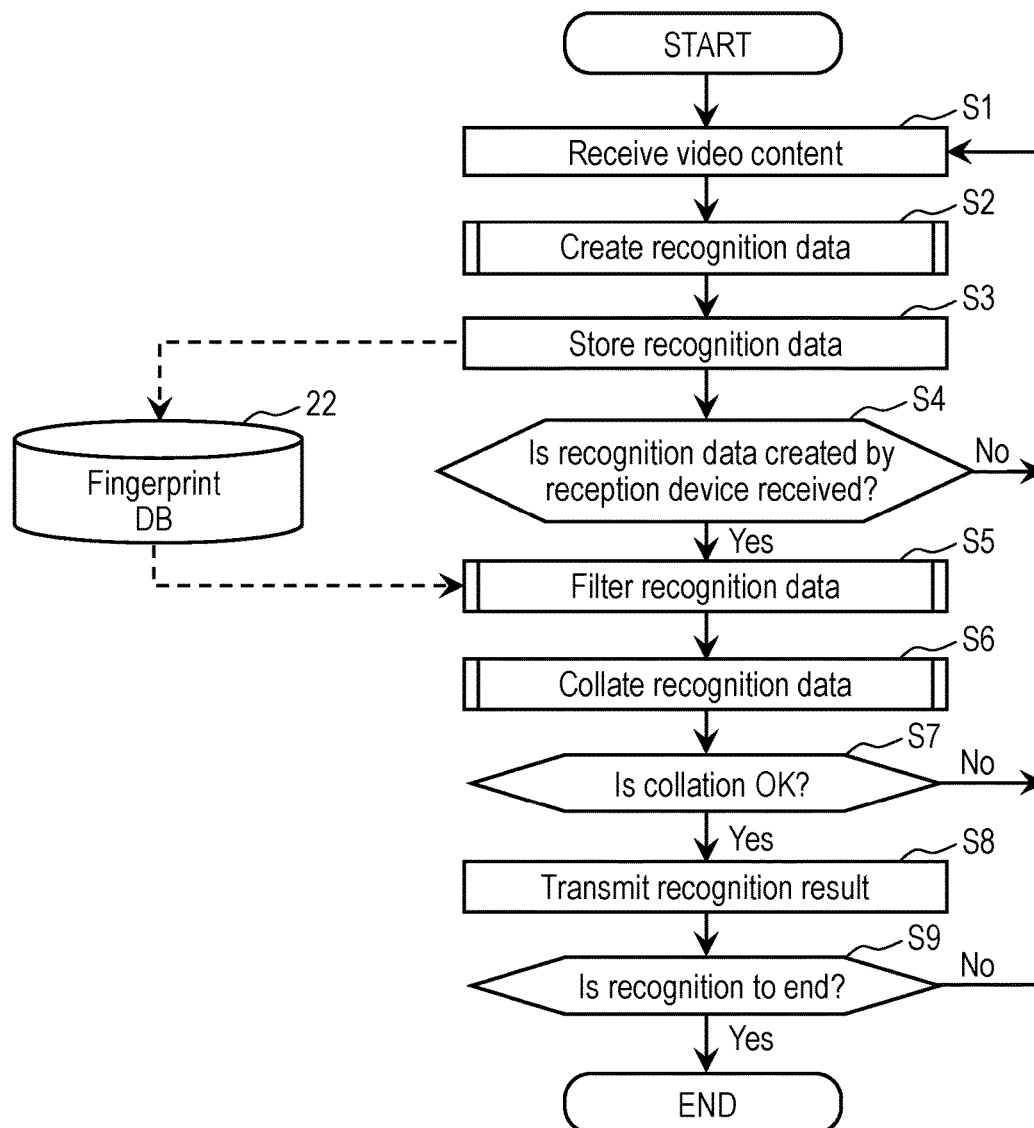 START
S1
Receive video content
S2
Create recognition data
S3
Store recognition data
22
Fingerprint
DB
S4
Is recognition data created by
reception device received?
No
Yes
S5
Filter recognition data
S6
Collate recognition data
S7
Is collation OK?
No
Yes
S8
Transmit recognition result
S9
Is recognition to end?
No
Yes
END